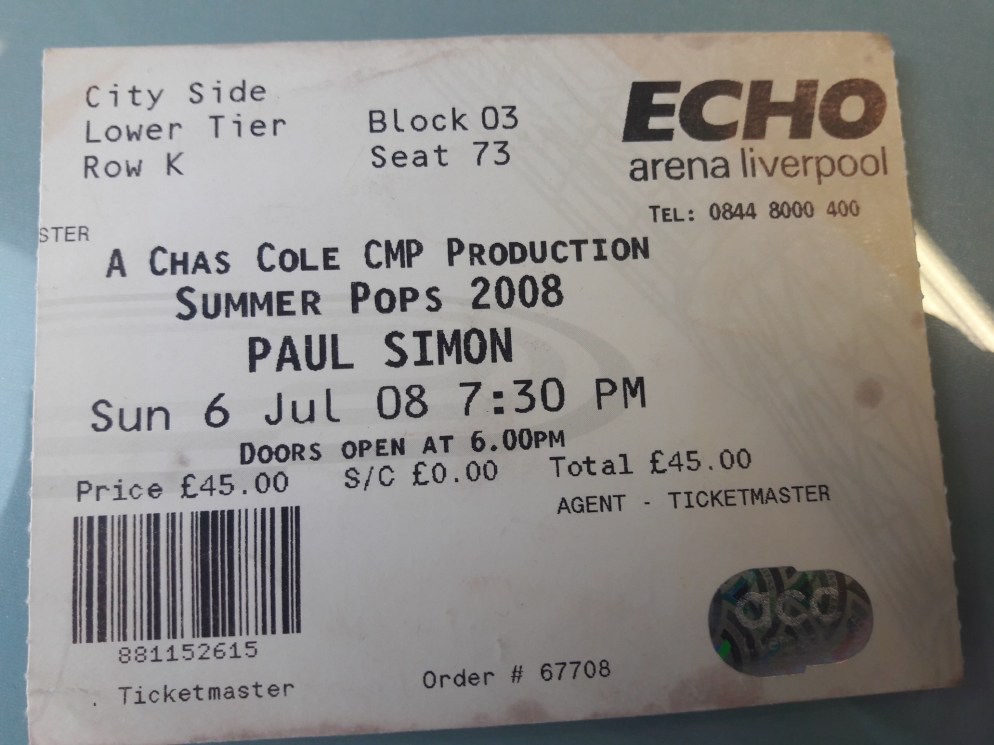 City Side
Lower Tier Block 03
Row K Seat 73
ECHO
arena liverpool
TEL: 0844 8000 400
STER
A CHAS COLE CMP PRODUCTION
SUMMER POPS 2008
PAUL SIMON
Sun 6 Jul 08 7:30 PM
DOORS OPEN AT 6.00PM
Price £45.00 S/C £0.00 Total £45.00
AGENT - TICKETMASTER
acd
881152615
Ticketmaster
Order # 67708